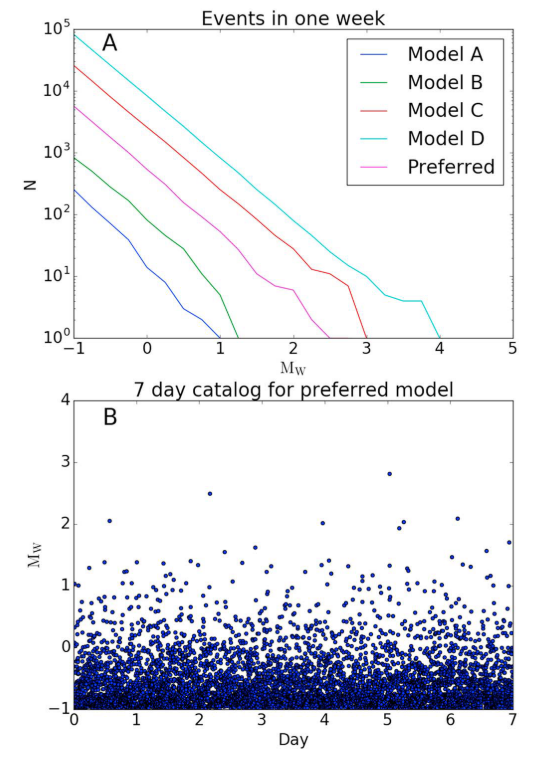 Events in one week
A
10^5
10^4
10^3
10^2
10^1
10^0
N
Model A
Model B
Model C
Model D
Preferred
−1 0 1 2 3 4 5
M_W
7 day catalog for preferred model
B
4
3
2
1
0
−1
M_W
0 1 2 3 4 5 6 7
Day